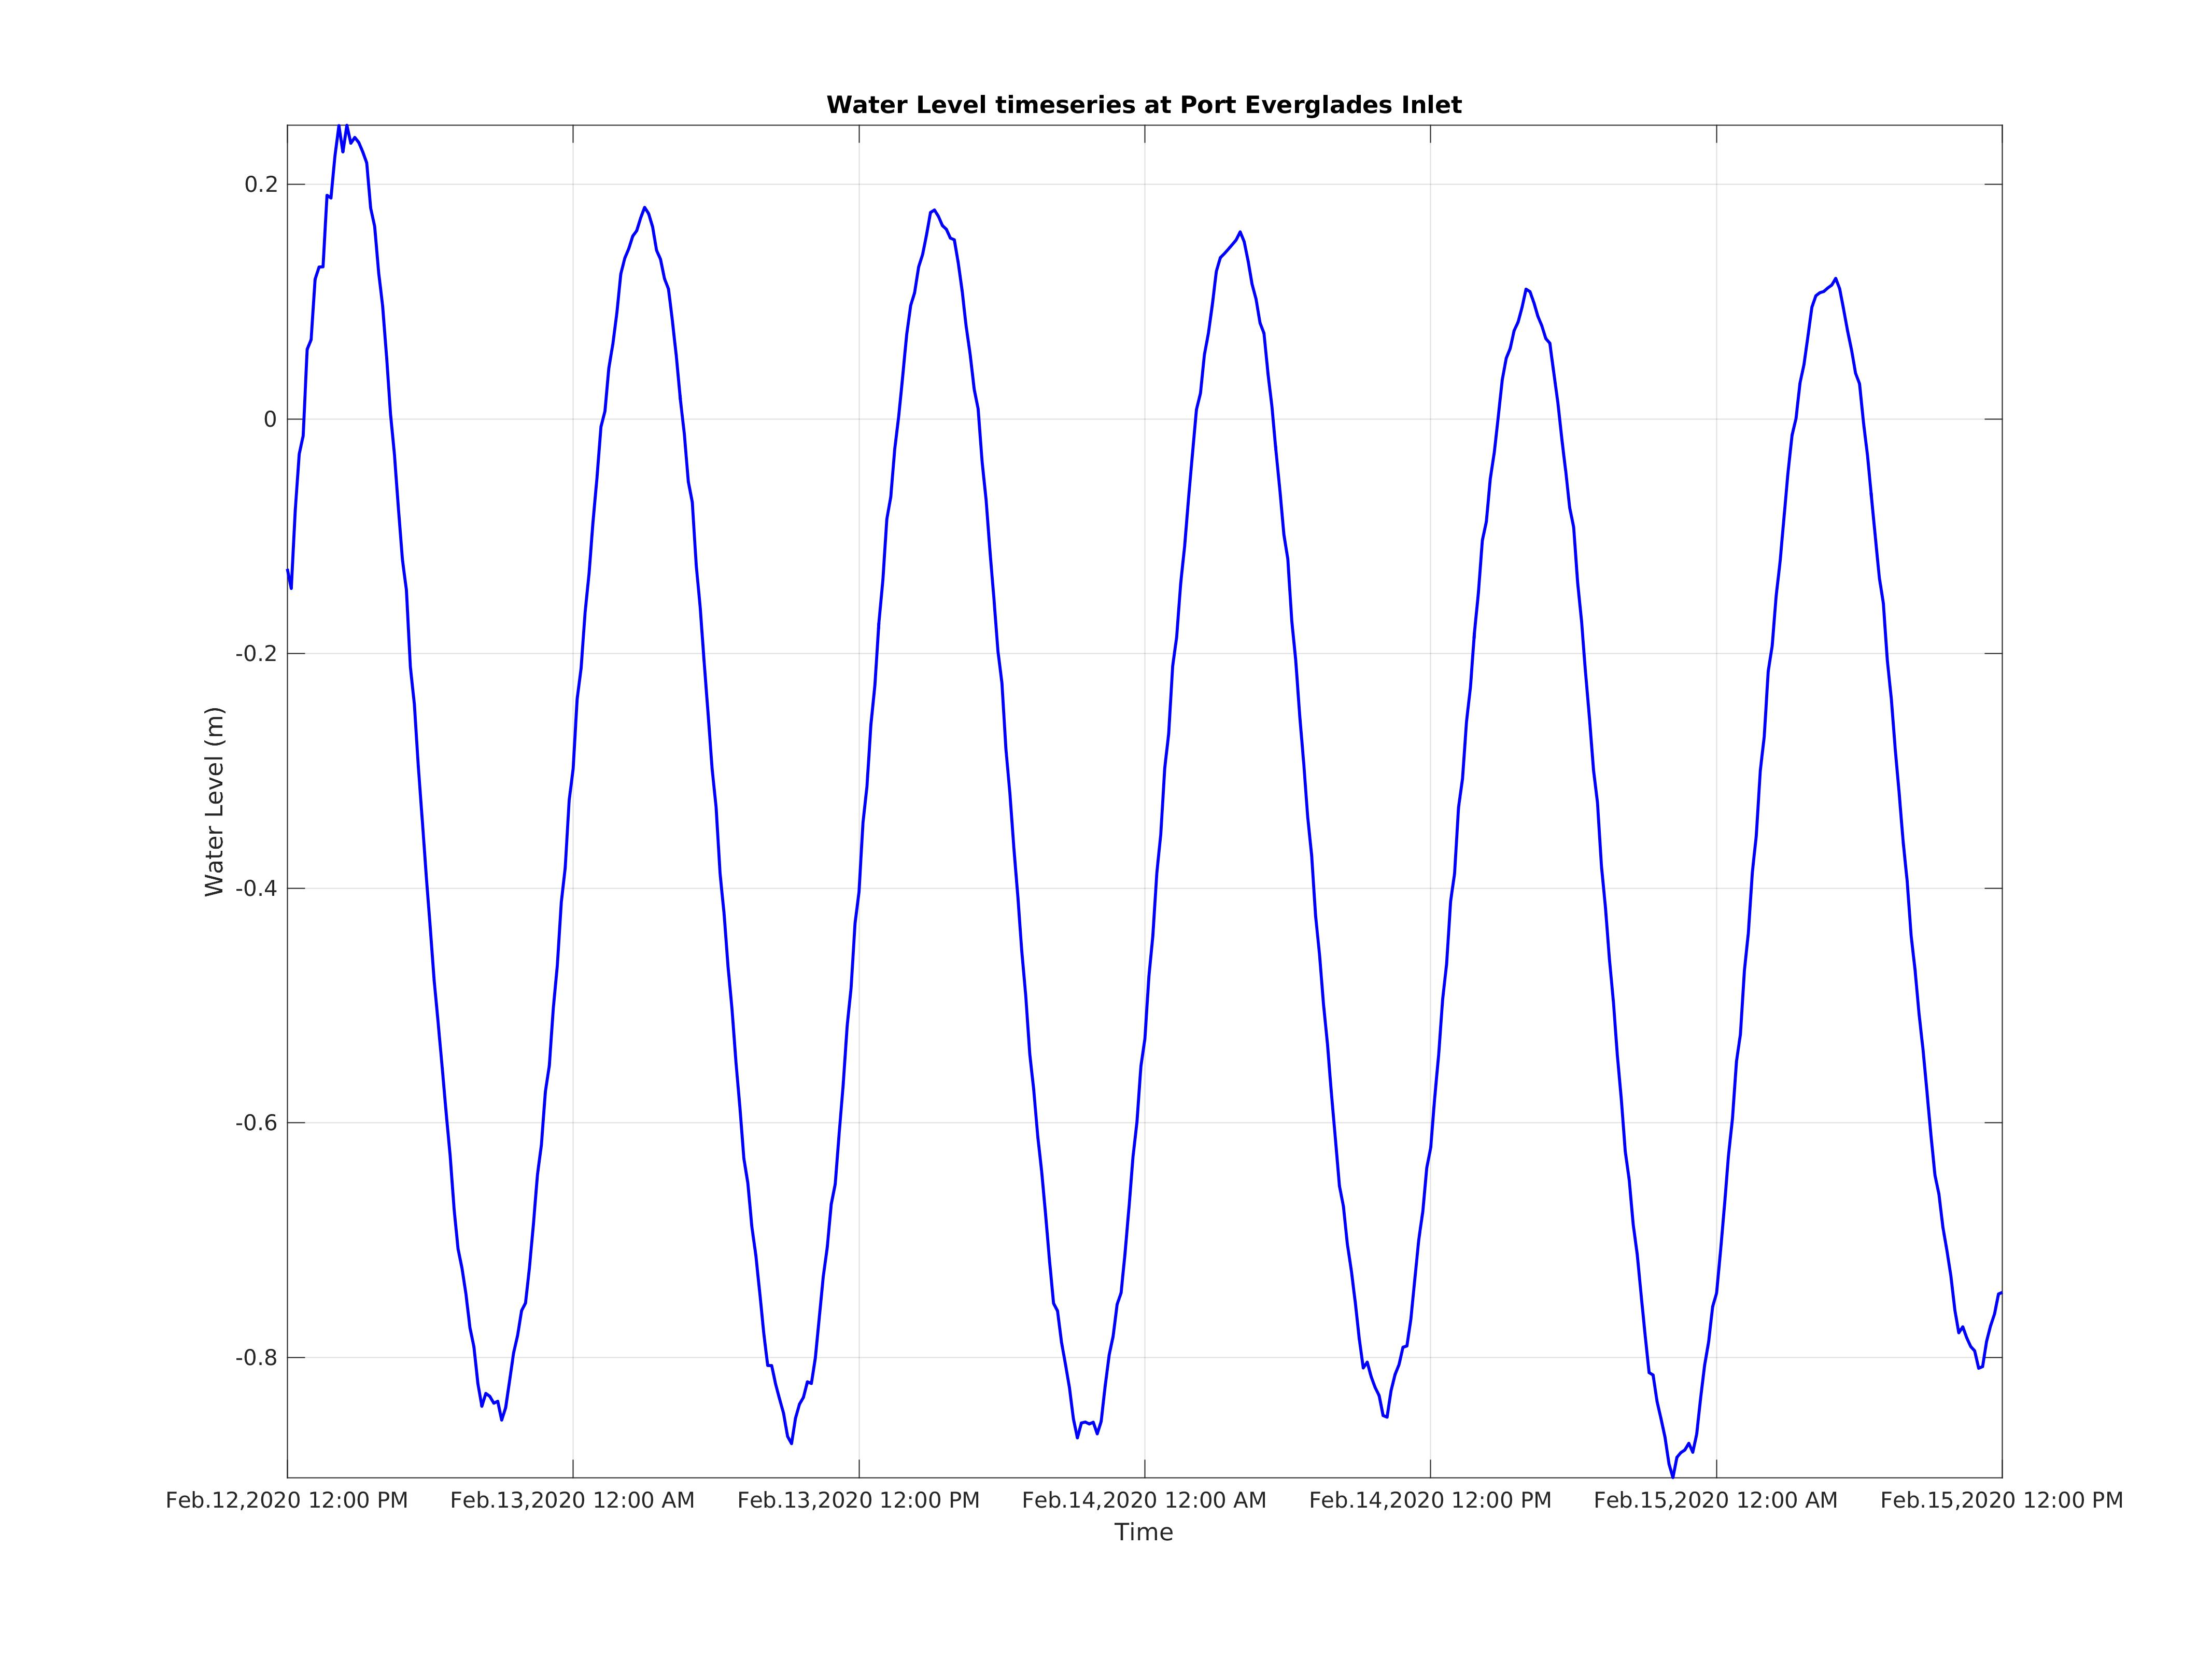 Water Level timeseries at Port Everglades Inlet
0.2
0
-0.2
-0.4
-0.6
-0.8
Water Level (m)
Feb.12,2020 12:00 PM
Feb.13,2020 12:00 AM
Feb.13,2020 12:00 PM
Feb.14,2020 12:00 AM
Feb.14,2020 12:00 PM
Feb.15,2020 12:00 AM
Feb.15,2020 12:00 PM
Time